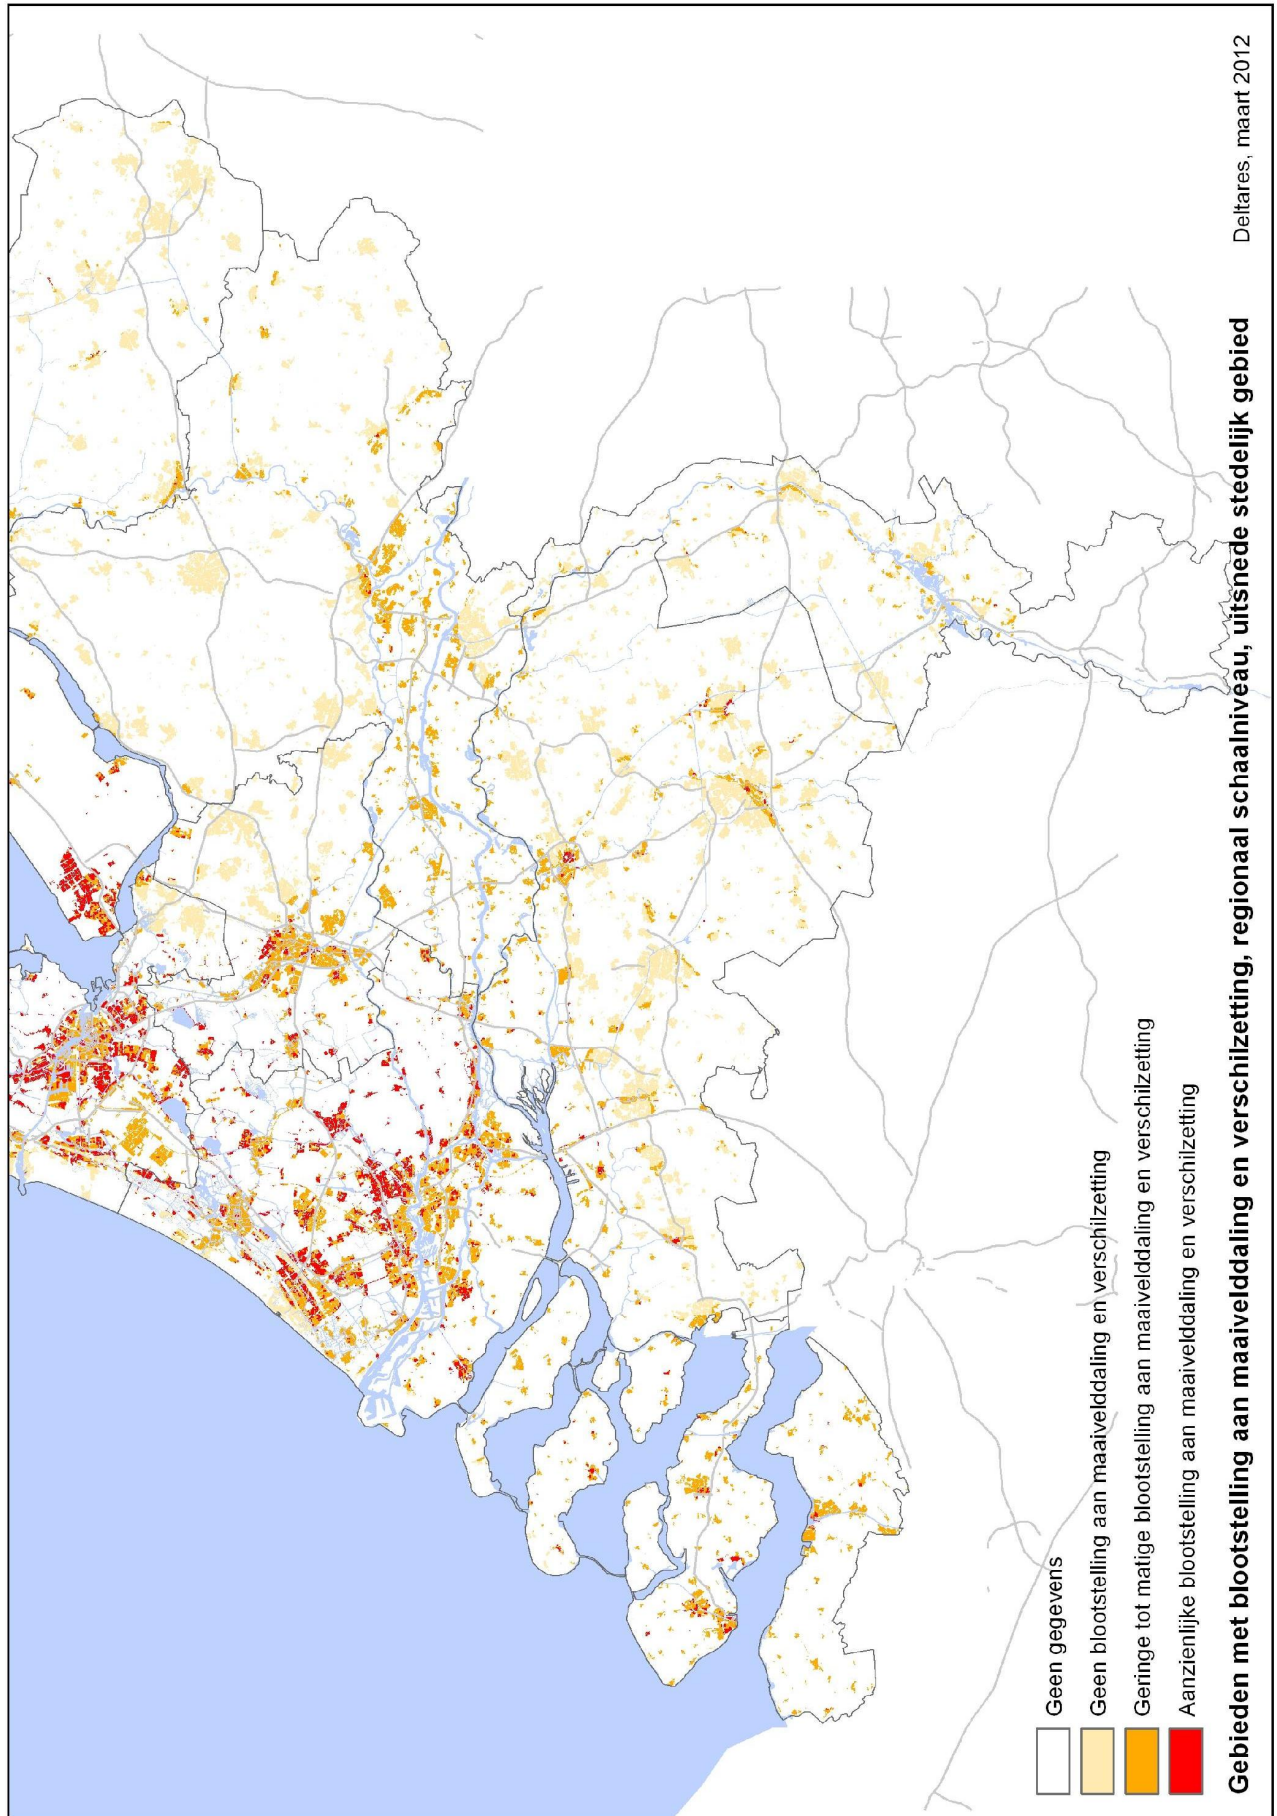 Geen gegevens
Geen blootstelling aan maaivelddaling en verschilzetting
Geringe tot matige blootstelling aan maaivelddaling en verschilzetting
Aanzienlijke blootstelling aan maaivelddaling en verschilzetting
Gebieden met blootstelling aan maaivelddaling en verschilzetting, regionaal schaalniveau, uitsnede stedelijk gebied
Deltares, maart 2012